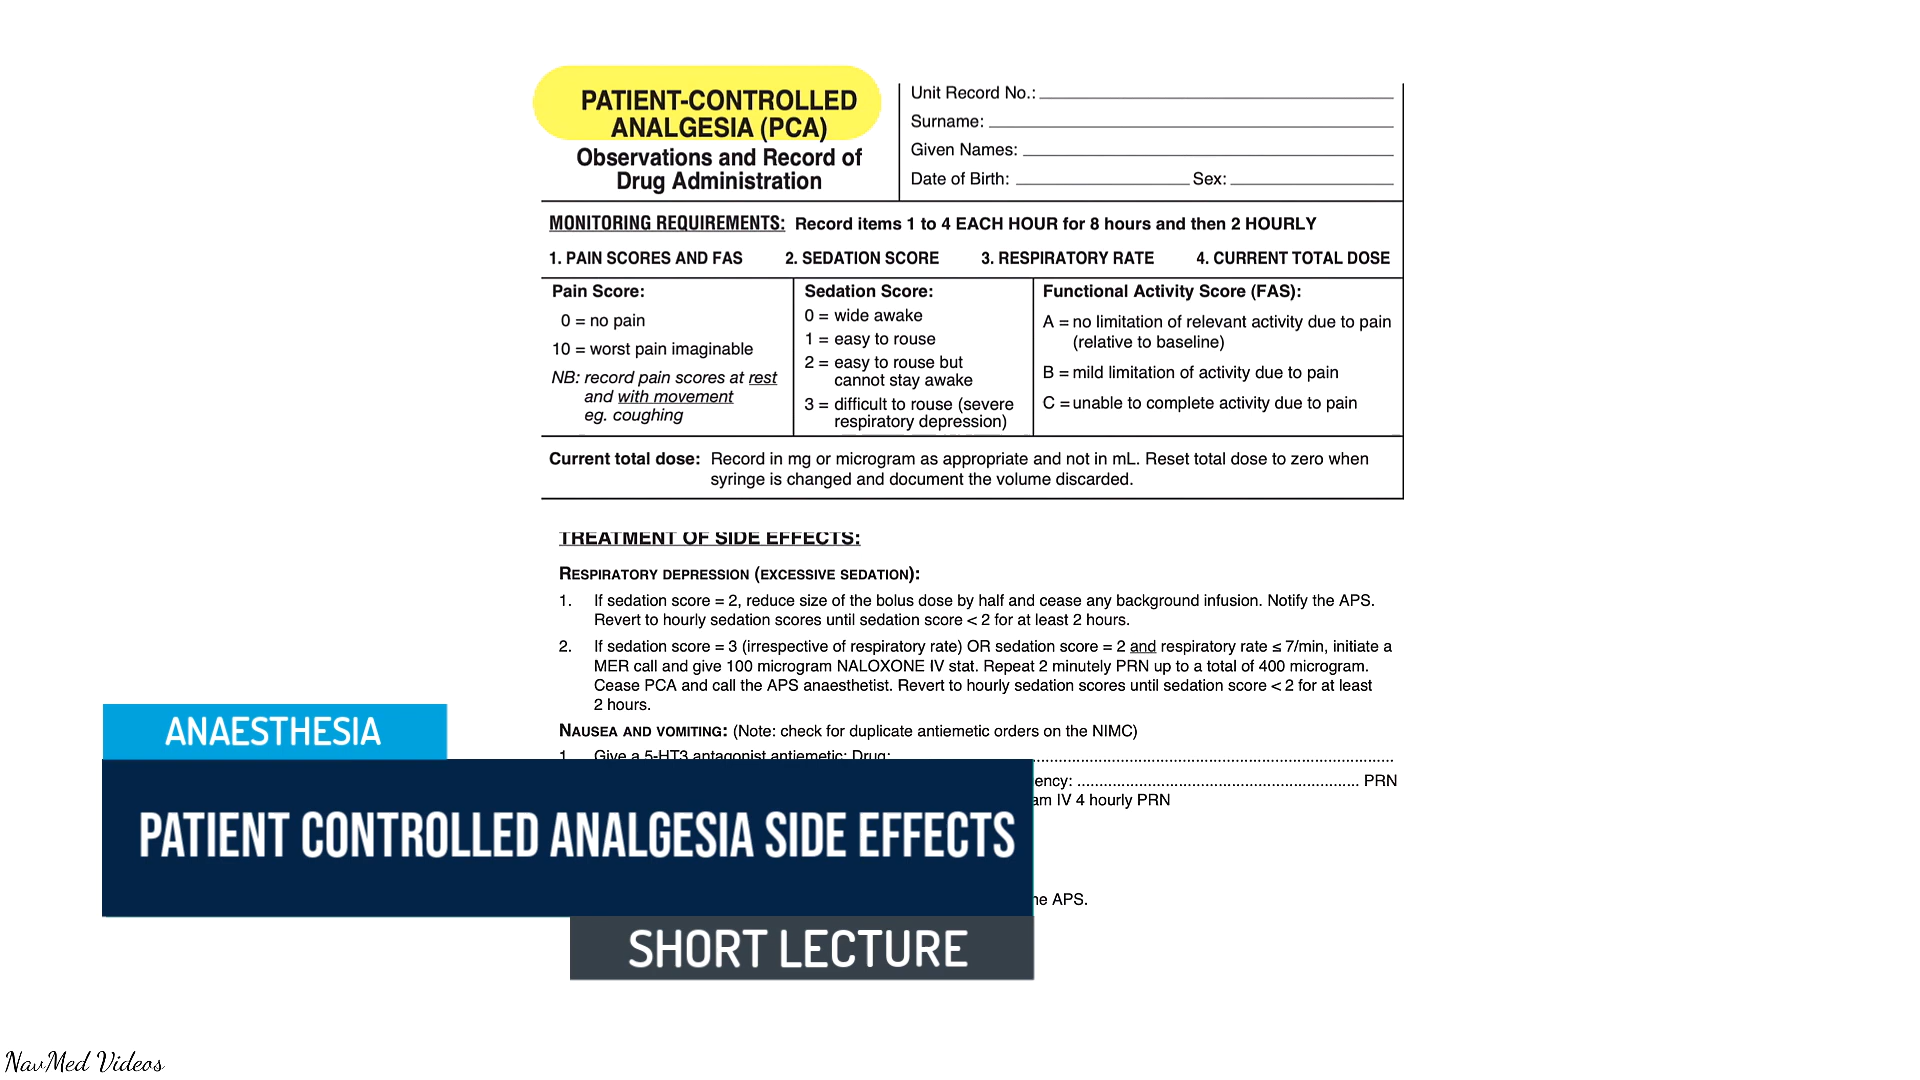 PATIENT-CONTROLLED
ANALGESIA (PCA)
Observations and Record of
Drug Administration
Unit Record No.:
Surname:
Given Names:
Date of Birth: Sex:
MONITORING REQUIREMENTS: Record items 1 to 4 EACH HOUR for 8 hours and then 2 HOURLY
1. PAIN SCORES AND FAS 2. SEDATION SCORE 3. RESPIRATORY RATE 4. CURRENT TOTAL DOSE
Pain Score:
0 = no pain
10 = worst pain imaginable
NB: record pain scores at rest
and with movement
eg. coughing
Sedation Score:
0 = wide awake
1 = easy to rouse
2 = easy to rouse but
cannot stay awake
3 = difficult to rouse (severe
respiratory depression)
Functional Activity Score (FAS):
A = no limitation of relevant activity due to pain
(relative to baseline)
B = mild limitation of activity due to pain
C = unable to complete activity due to pain
Current total dose: Record in mg or microgram as appropriate and not in mL. Reset total dose to zero when
syringe is changed and document the volume discarded.
TREATMENT OF SIDE EFFECTS:
RESPIRATORY DEPRESSION (EXCESSIVE SEDATION):
1. If sedation score = 2, reduce size of the bolus dose by half and cease any background infusion. Notify the APS.
Revert to hourly sedation scores until sedation score < 2 for at least 2 hours.
2. If sedation score = 3 (irrespective of respiratory rate) OR sedation score = 2 and respiratory rate ≤ 7/min, initiate a
MER call and give 100 microgram NALOXONE IV stat. Repeat 2 minutely PRN up to a total of 400 microgram.
Cease PCA and call the APS anaesthetist. Revert to hourly sedation scores until sedation score < 2 for at least
2 hours.
NAUSEA AND VOMITING: (Note: check for duplicate antiemetic orders on the NIMC)
1. Give a 5-HT3 antagonist antiemetic: Drug:
PRN
IV 4 hourly PRN
APS.
ANAESTHESIA
PATIENT CONTROLLED ANALGESIA SIDE EFFECTS
SHORT LECTURE
NavMed Videos